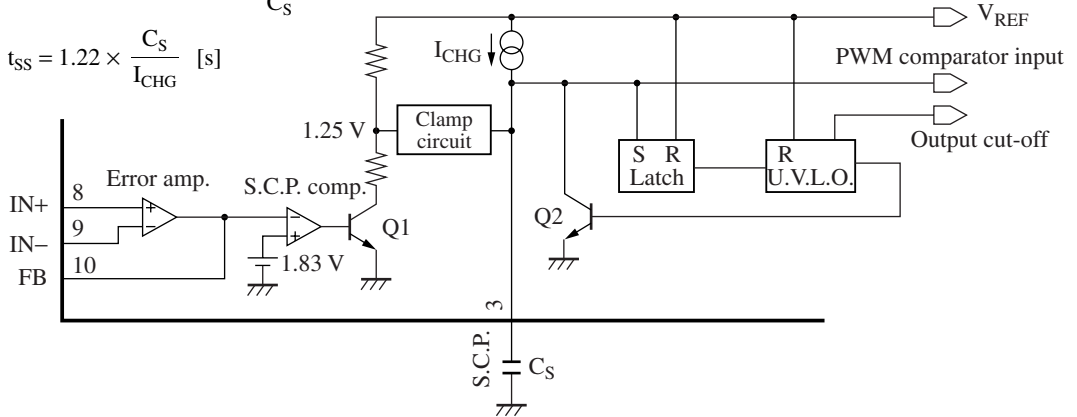 C_S
t_SS = 1.22 × C_S / I_CHG [s]
V_REF
I_CHG
PWM comparator input
1.25 V
Clamp circuit
Output cut-off
S R
Latch
R
U.V.L.O.
Error amp.
S.C.P. comp.
IN+
8
+
−
IN−
9
FB
10
−
+
1.83 V
Q1
Q2
3
S.C.P.
C_S